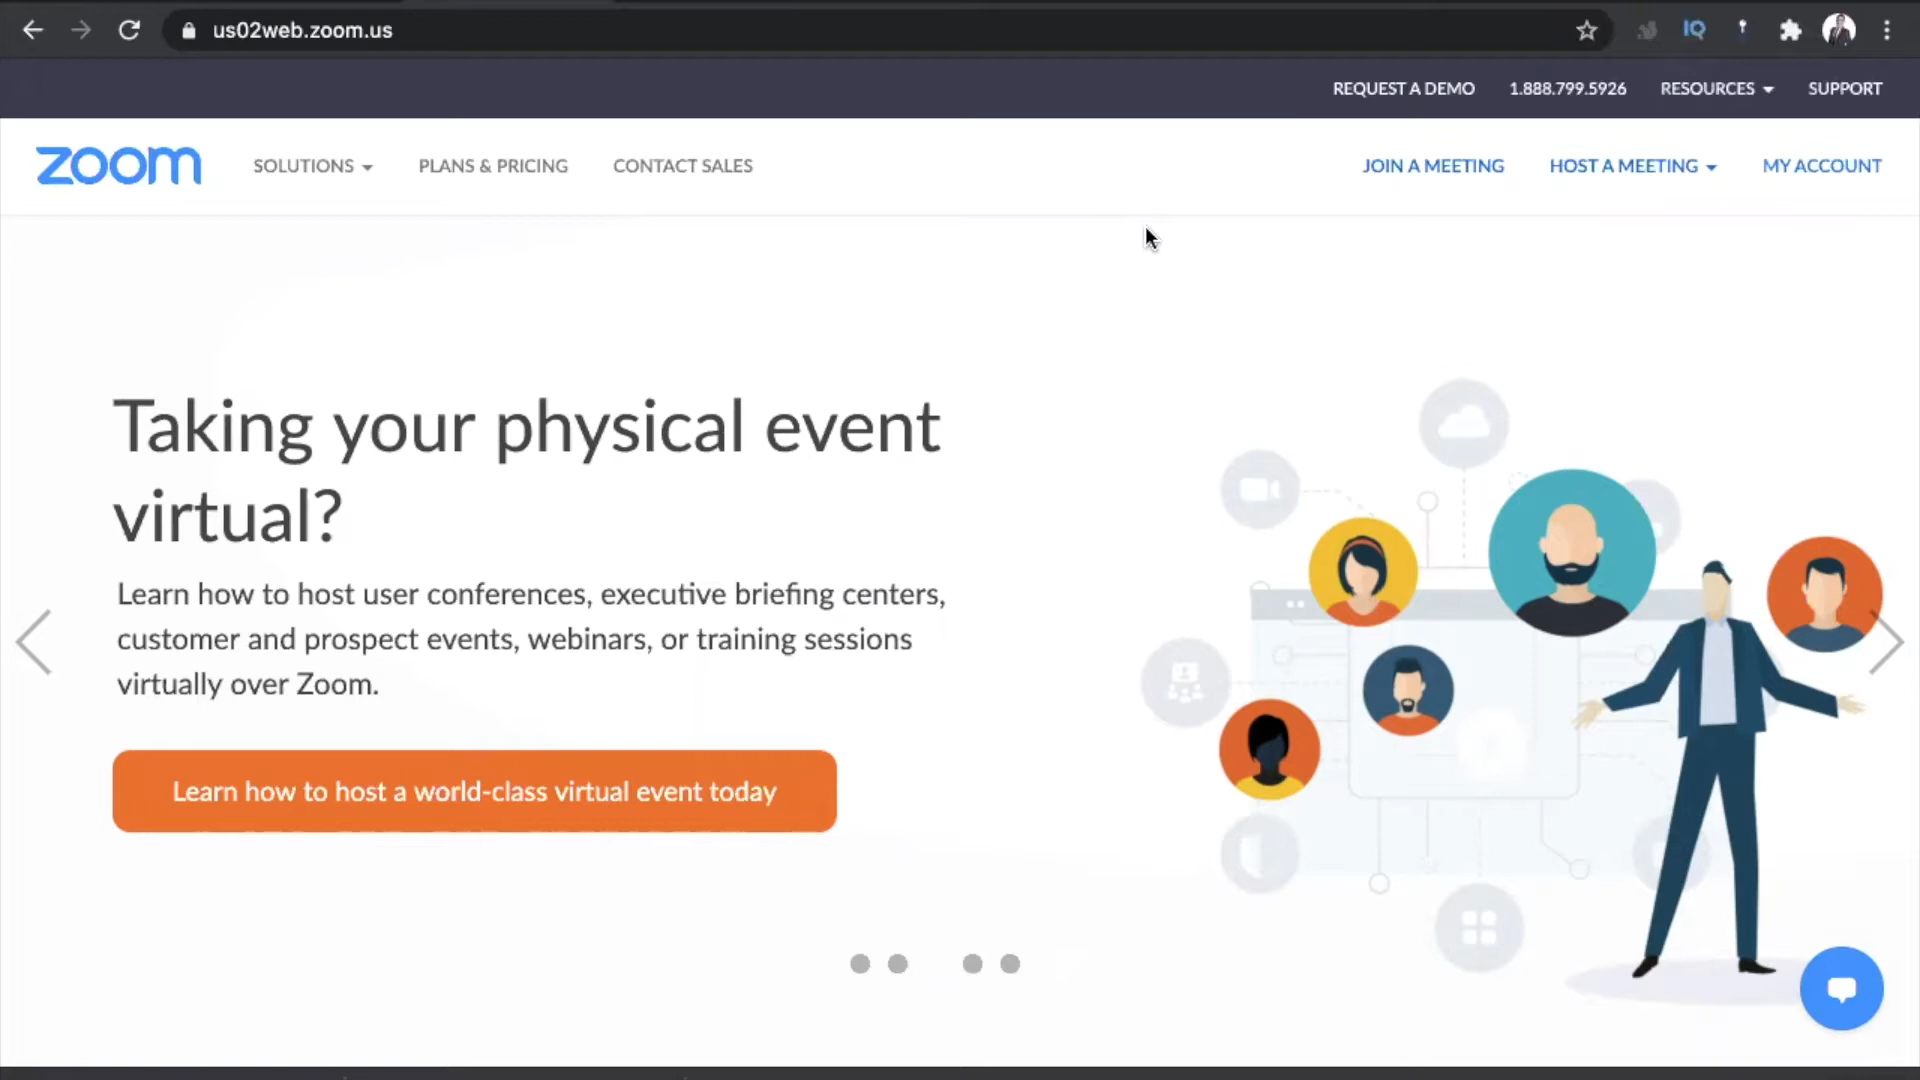 us02web.zoom.us
IQ
REQUEST A DEMO 1.888.799.5926 RESOURCES SUPPORT
zoom SOLUTIONS PLANS & PRICING CONTACT SALES JOIN A MEETING HOST A MEETING MY ACCOUNT
Taking your physical event
virtual?
Learn how to host user conferences, executive briefing centers,
customer and prospect events, webinars, or training sessions
virtually over Zoom.
Learn how to host a world-class virtual event today